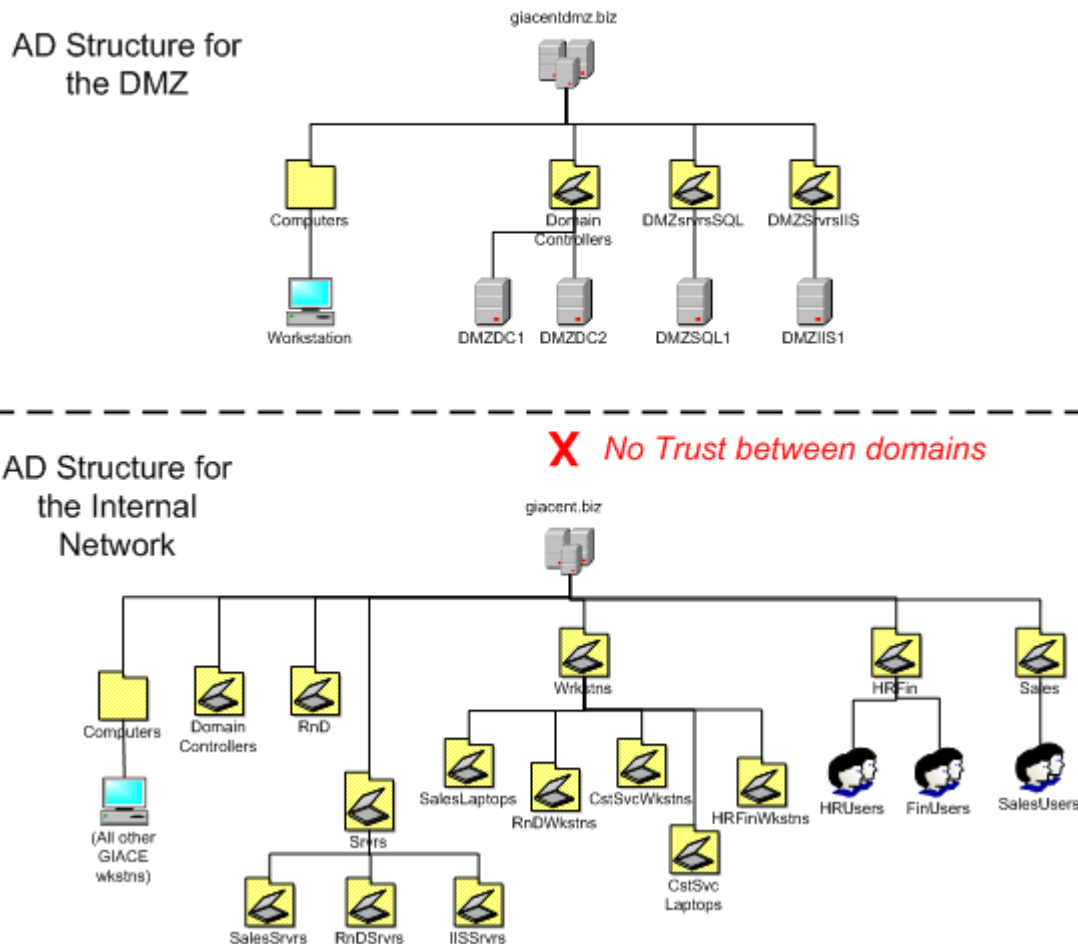 giacentdmz.biz
AD Structure for
the DMZ
Computers
Domain
Controllers
DMZsrvrsSQL
DMZSrvrsIIS
Workstation
DMZDC1
DMZDC2
DMZSQL1
DMZIIS1
X No Trust between domains
AD Structure for
the Internal
Network
giacent.biz
Computers
Domain
Controllers
RnD
Wrkstns
HRFin
Sales
(All other
GIACE
wkstns)
Srvrs
SalesLaptops
RnDWkstns
CstSvcWkstns
HRFinWkstns
HRUsers
FinUsers
SalesUsers
CstSvc
Laptops
SalesSrvrs
RnDSrvrs
IISSrvrs